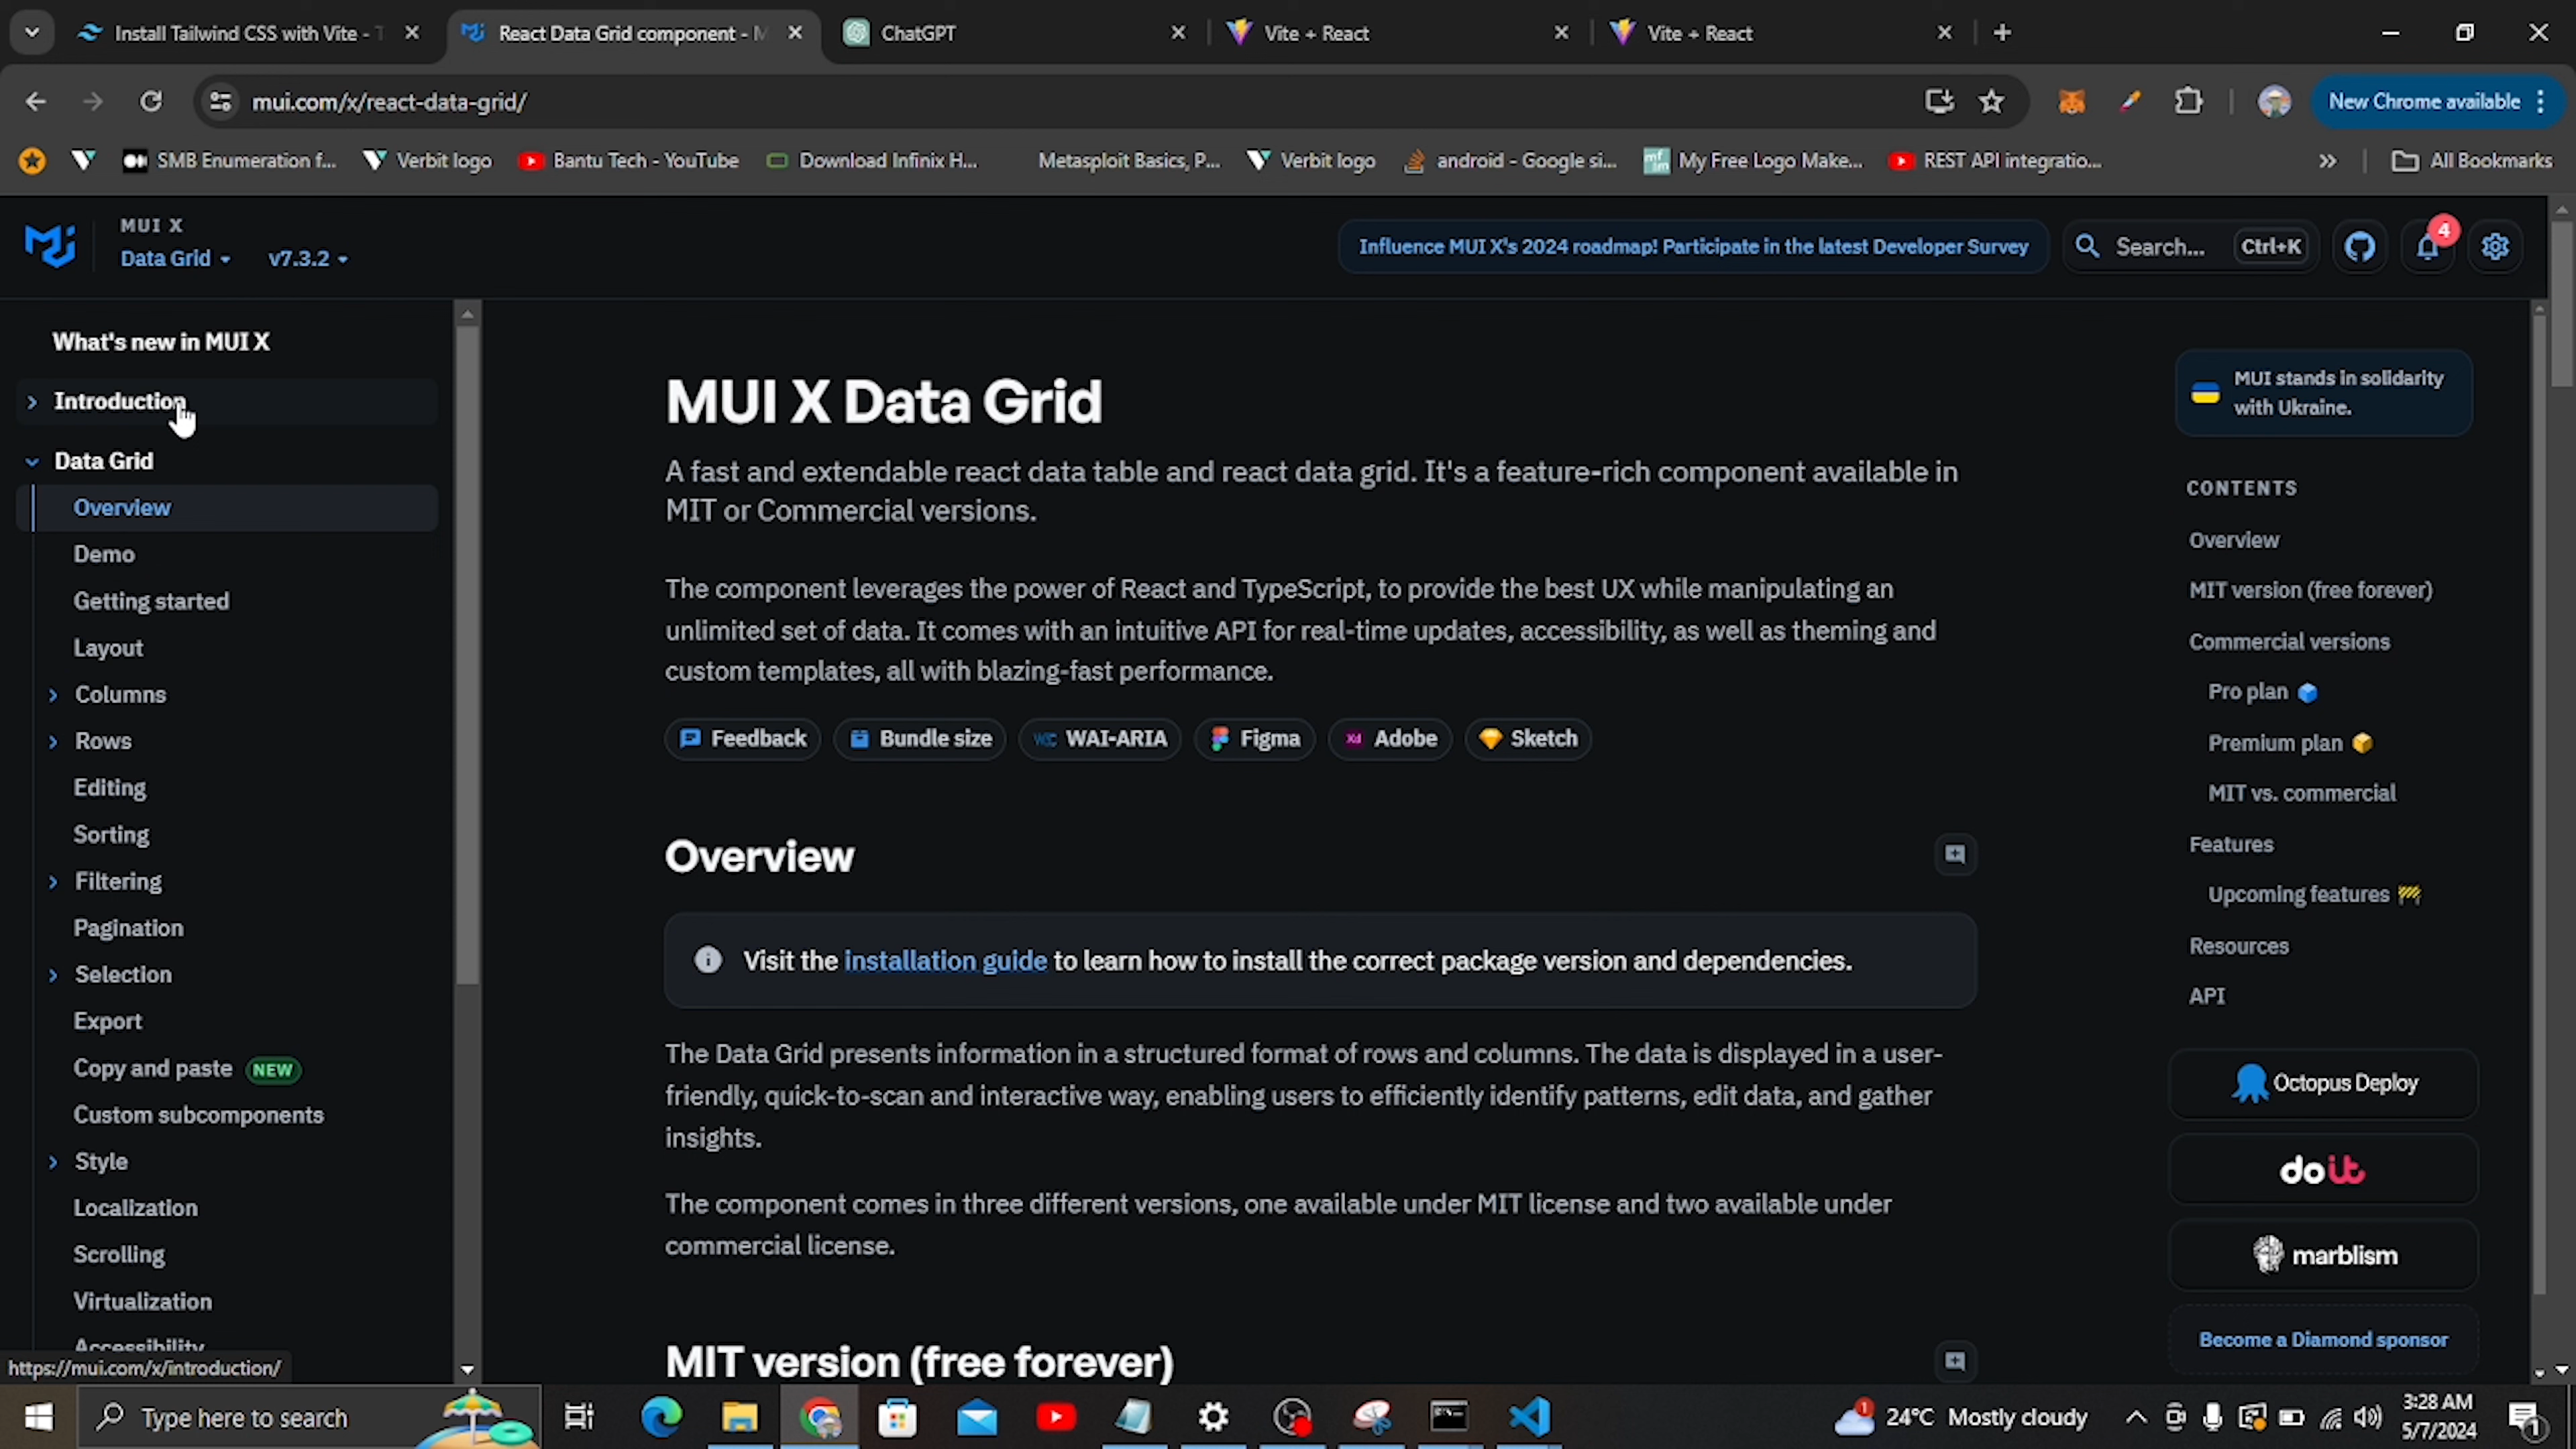 Install Tailwind CSS with Vite - T
React Data Grid component - M
ChatGPT
Vite + React
Vite + React
mui.com/x/react-data-grid/
New Chrome available
SMB Enumeration f...
Verbit logo
Bantu Tech - YouTube
Download Infinix H...
Metasploit Basics, P...
Verbit logo
android - Google si...
My Free Logo Make...
REST API integratio...
All Bookmarks
MUI X
Data Grid
v7.3.2
Influence MUI X's 2024 roadmap! Participate in the latest Developer Survey
Search...
Ctrl+K
4
What's new in MUI X
Introduction
Data Grid
Overview
Demo
Getting started
Layout
Columns
Rows
Editing
Sorting
Filtering
Pagination
Selection
Export
Copy and paste NEW
Custom subcomponents
Style
Localization
Scrolling
Virtualization
Accessibility
https://mui.com/x/introduction/
MUI X Data Grid
A fast and extendable react data table and react data grid. It's a feature-rich component available in
MIT or Commercial versions.
The component leverages the power of React and TypeScript, to provide the best UX while manipulating an
unlimited set of data. It comes with an intuitive API for real-time updates, accessibility, as well as theming and
custom templates, all with blazing-fast performance.
Feedback
Bundle size
W3C WAI-ARIA
Figma
Xd Adobe
Sketch
Overview
Visit the installation guide to learn how to install the correct package version and dependencies.
The Data Grid presents information in a structured format of rows and columns. The data is displayed in a user-
friendly, quick-to-scan and interactive way, enabling users to efficiently identify patterns, edit data, and gather
insights.
The component comes in three different versions, one available under MIT license and two available under
commercial license.
MIT version (free forever)
MUI stands in solidarity
with Ukraine.
CONTENTS
Overview
MIT version (free forever)
Commercial versions
Pro plan
Premium plan
MIT vs. commercial
Features
Upcoming features
Resources
API
Octopus Deploy
doit
marblism
Become a Diamond sponsor
Type here to search
1
24°C Mostly cloudy
3:28 AM
5/7/2024
1